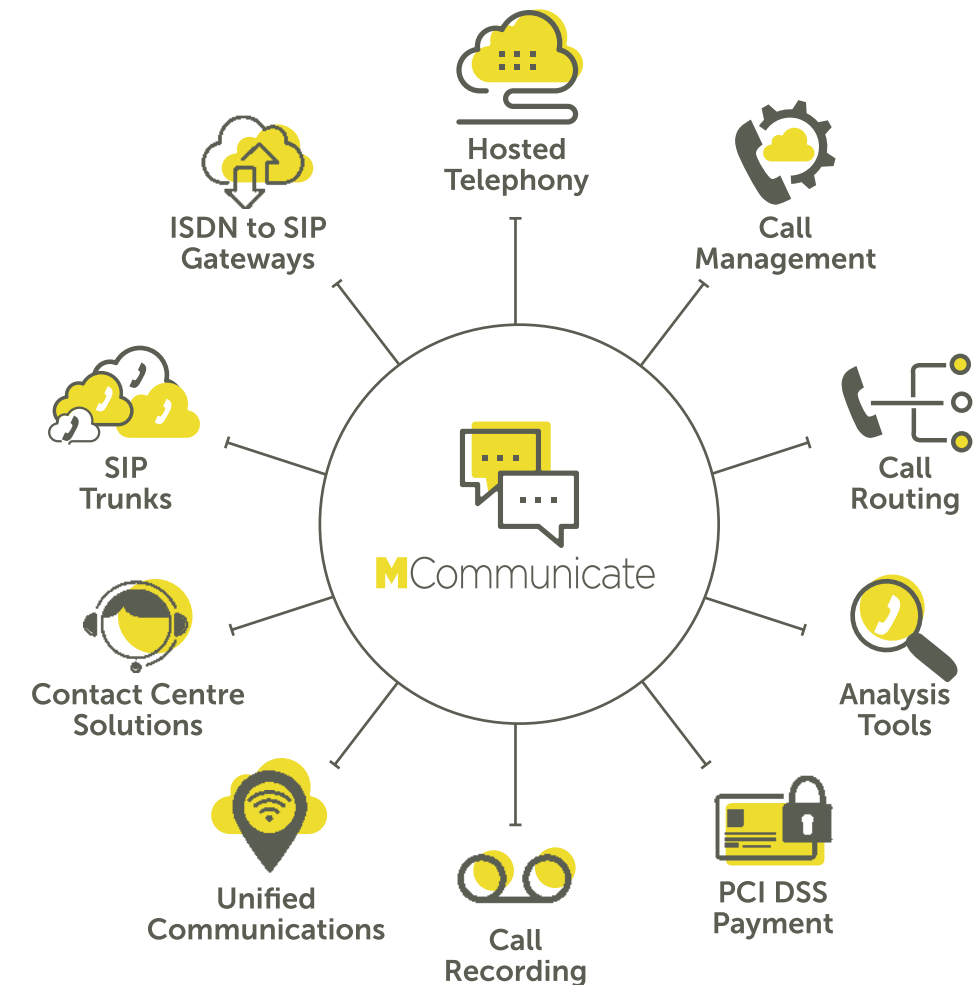 Hosted
Telephony
Call
Management
Call
Routing
Analysis
Tools
PCI DSS
Payment
Call
Recording
Unified
Communications
Contact Centre
Solutions
SIP
Trunks
ISDN to SIP
Gateways
MCommunicate